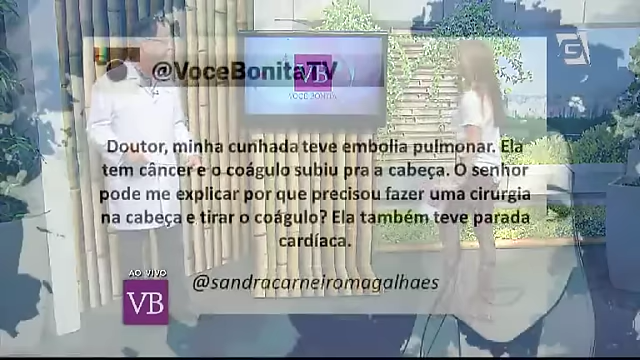 @VoceBonitaTV
VB
VOCÊ BONITA
Doutor, minha cunhada teve embolia pulmonar. Ela
tem câncer e o coágulo subiu pra a cabeça. O senhor
pode me explicar por que precisou fazer uma cirurgia
na cabeça e tirar o coágulo? Ela também teve parada
cardíaca.
@sandracarneiromagalhaes
AO VIVO
VB